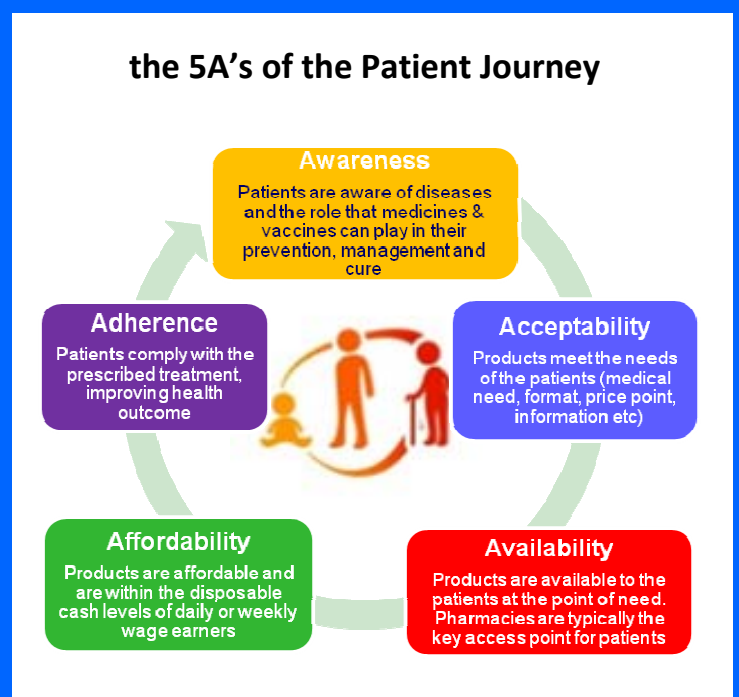 the 5A’s of the Patient Journey
Awareness
Patients are aware of diseases
and the role that medicines &
vaccines can play in their
prevention, management and
cure
Acceptability
Products meet the needs
of the patients (medical
need, format, price point,
information etc)
Availability
Products are available to the
patients at the point of need.
Pharmacies are typically the
key access point for patients
Affordability
Products are affordable and
are within the disposable
cash levels of daily or weekly
wage earners
Adherence
Patients comply with the
prescribed treatment,
improving health
outcome